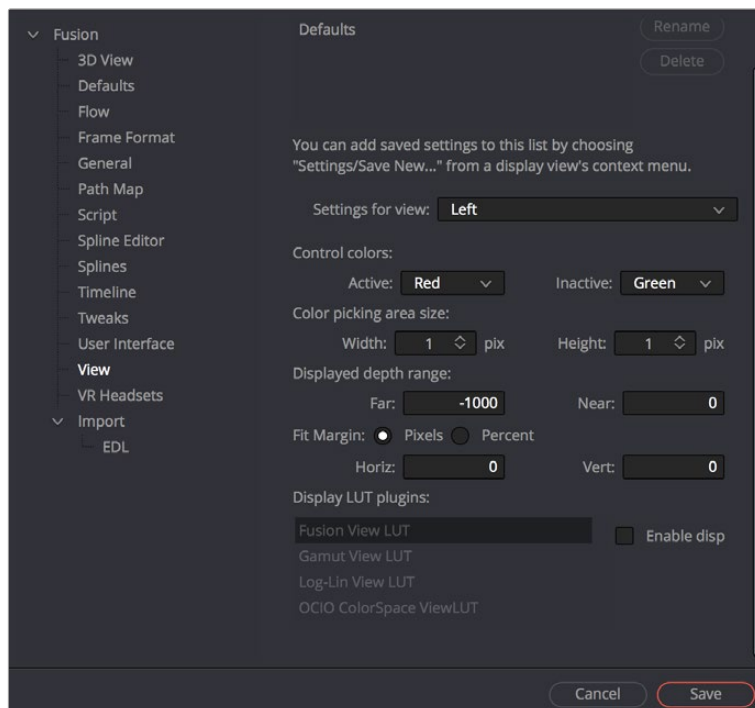 Fusion
3D View
Defaults
Flow
Frame Format
General
Path Map
Script
Spline Editor
Splines
Timeline
Tweaks
User Interface
View
VR Headsets
Import
EDL
Defaults
Rename
Delete
You can add saved settings to this list by choosing
"Settings/Save New..." from a display view's context menu.
Settings for view: Left
Control colors:
Active: Red Inactive: Green
Color picking area size:
Width: 1 pix Height: 1 pix
Displayed depth range:
Far: -1000 Near: 0
Fit Margin: Pixels Percent
Horiz: 0 Vert: 0
Display LUT plugins:
Fusion View LUT
Enable disp
Gamut View LUT
Log-Lin View LUT
OCIO ColorSpace ViewLUT
Cancel Save